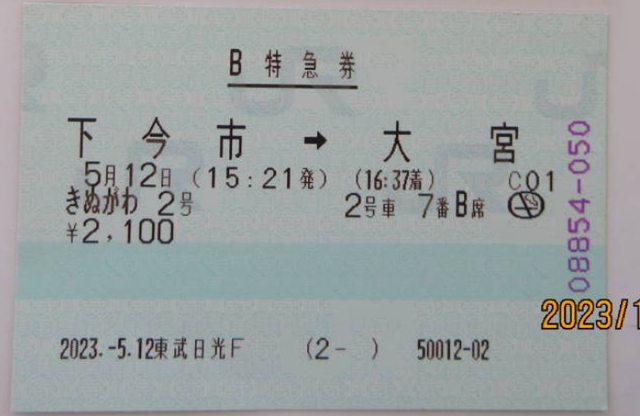 B 特急券
下今市 → 大宮
5月12日 (15:21発) (16:37着) C01
きぬがわ 2号 2号車 7番B席
¥2,100
08854-050
2023/1
2023.-5.12東武日光F (2- ) 50012-02